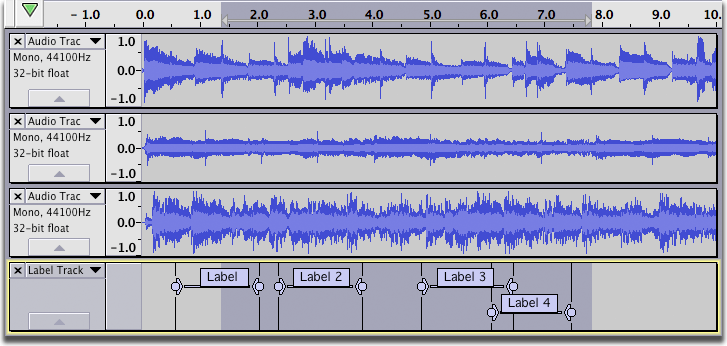 - 1.0 0.0 1.0 2.0 3.0 4.0 5.0 6.0 7.0 8.0 9.0 10.
× Audio Trac 1.0
Mono, 44100Hz
32-bit float 0.0
-1.0
× Audio Trac 1.0
Mono, 44100Hz
32-bit float 0.0
-1.0
× Audio Trac 1.0
Mono, 44100Hz
32-bit float 0.0
-1.0
× Label Track
Label Label 2 Label 3
Label 4